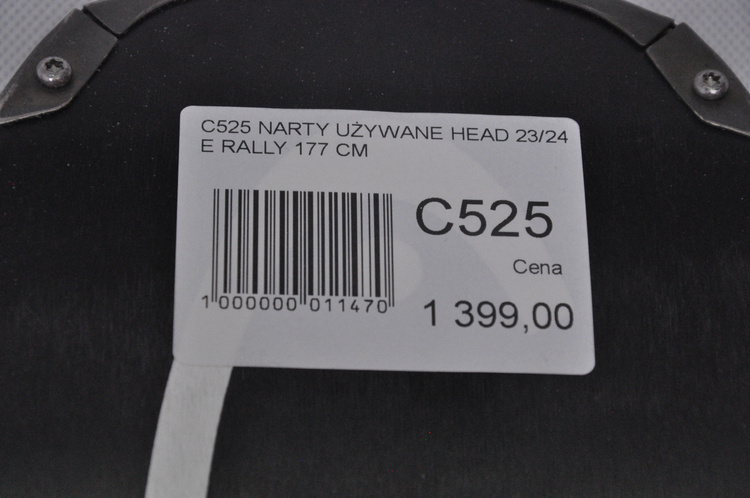 C525 NARTY UŻYWANE HEAD 23/24
E RALLY 177 CM
C525
Cena
1 399,00
1 000000 011470